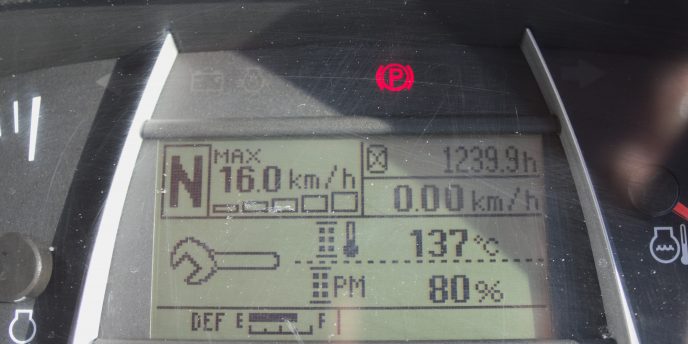 P
N MAX 1239.9h
16.0 km/h 0.00 km/h
137 °C
PM 80 %
DEF E F